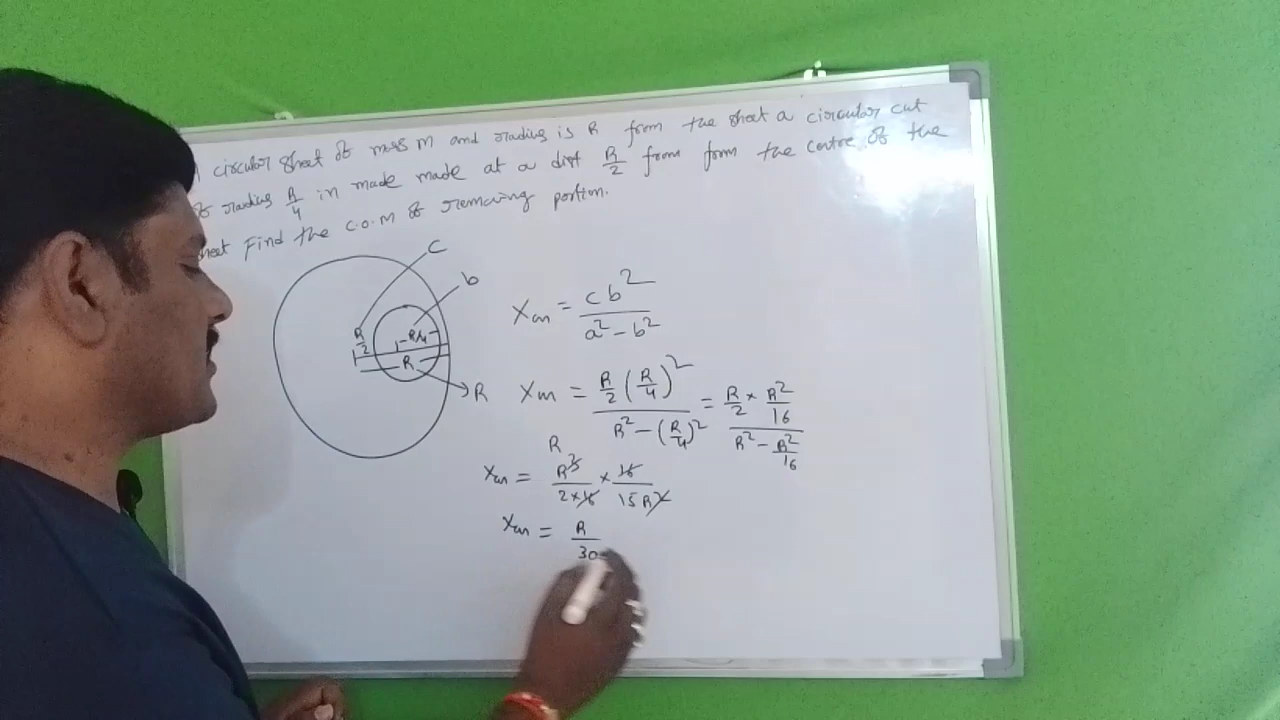 circular sheet of mass m and radius is R from the sheet a circular cut
of radius R/4 in made made at a dist R/2 from from the centre of the
heet Find the C.O.M of remaining portion.
C
b
R/2
R/4
R
R
Xcm = cb² / a² - b²
Xm = R/2 (R/4)² / R² - (R/4)² = R/2 × R²/16 / R² - R²/16
R
Xcm = R³ / 2×16 × 16 / 15R²
Xcm = R / 30